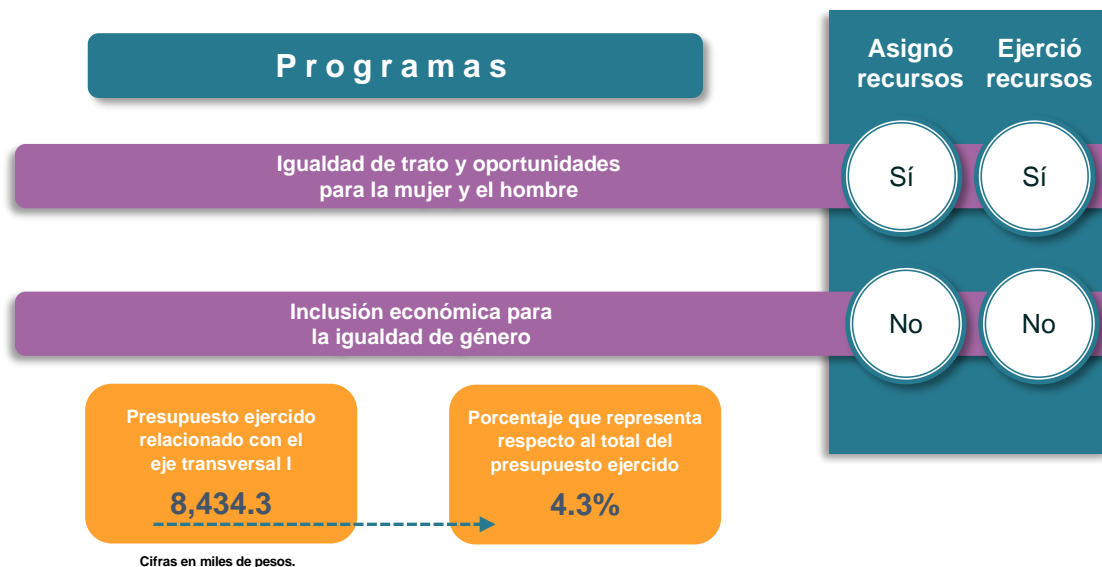 Programas
Asignó
recursos
Ejerció
recursos
Igualdad de trato y oportunidades
para la mujer y el hombre
Sí
Sí
Inclusión económica para
la igualdad de género
No
No
Presupuesto ejercido
relacionado con el
eje transversal I
8,434.3
Porcentaje que representa
respecto al total del
presupuesto ejercido
4.3%
Cifras en miles de pesos.